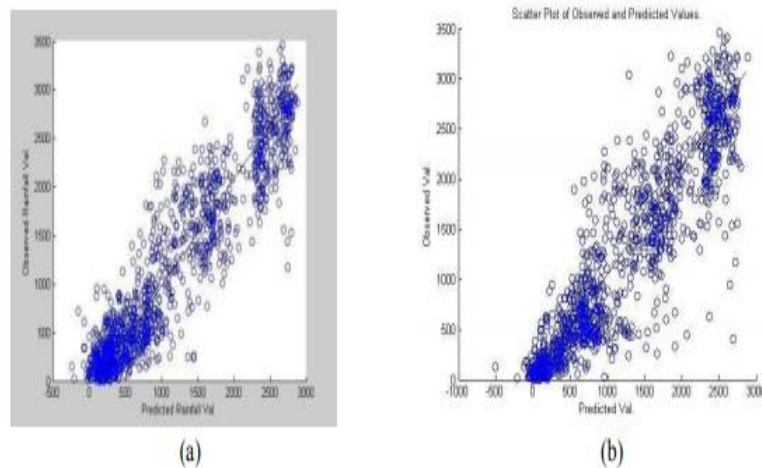 Scatter Plot of Observed and Predicted Values.
3500
3000
2500
2000
1500
1000
500
0
Observed Rainfall Val.
-500 0 500 1000 1500 2000 2500 3000
Predicted Rainfall Val
(a)
3500
3000
2500
2000
1500
1000
500
0
Observed Val.
-1000 -500 0 500 1000 1500 2000 2500 3000
Predicted Val.
(b)